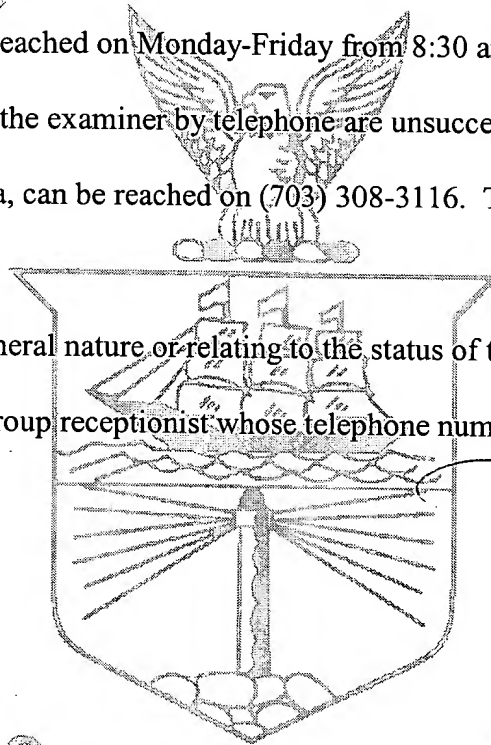 eached on Monday-Friday from 8:30 a
the examiner by telephone are unsucce
a, can be reached on (703) 308-3116. T
neral nature or relating to the status of t
roup receptionist whose telephone num